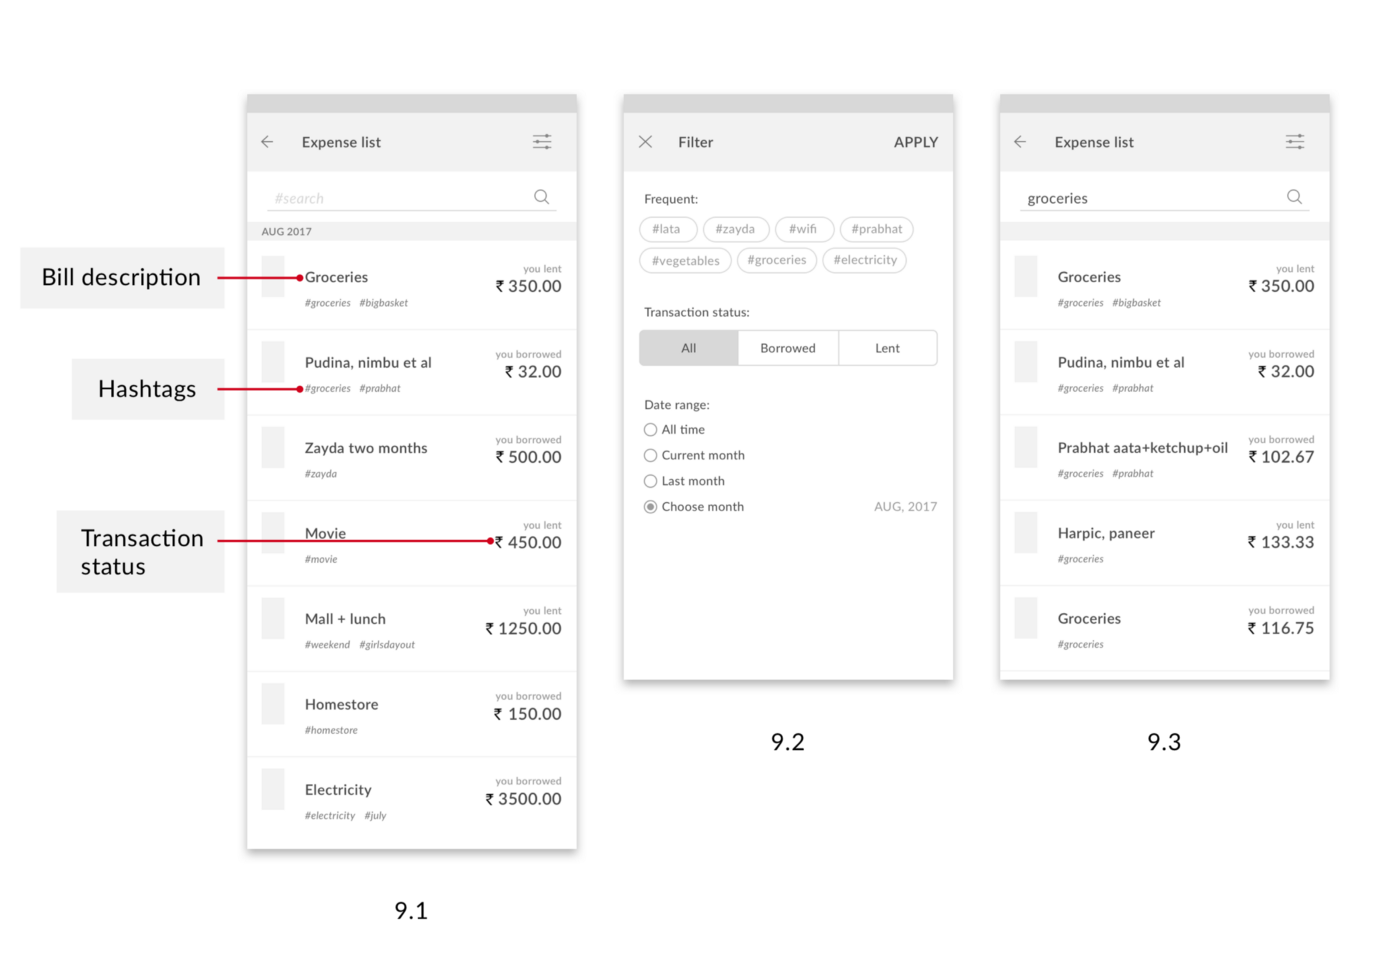 Bill description
Hashtags
Transaction
status
Expense list
#search
AUG 2017
Groceries
you lent
₹ 350.00
#groceries #bigbasket
Pudina, nimbu et al
you borrowed
₹ 32.00
#groceries #prabhat
Zayda two months
you borrowed
₹ 500.00
#zayda
Movie
you lent
₹ 450.00
#movie
Mall + lunch
you lent
₹ 1250.00
#weekend #girlsdayout
Homestore
you borrowed
₹ 150.00
#homestore
Electricity
you borrowed
₹ 3500.00
#electricity #july
9.1
Filter
APPLY
Frequent:
#lata #zayda #wifi #prabhat
#vegetables #groceries #electricity
Transaction status:
All Borrowed Lent
Date range:
All time
Current month
Last month
Choose month AUG, 2017
9.2
Expense list
groceries
Groceries
you lent
₹ 350.00
#groceries #bigbasket
Pudina, nimbu et al
you borrowed
₹ 32.00
#groceries #prabhat
Prabhat aata+ketchup+oil
you borrowed
₹ 102.67
#groceries #prabhat
Harpic, paneer
you lent
₹ 133.33
#groceries
Groceries
you borrowed
₹ 116.75
#groceries
9.3